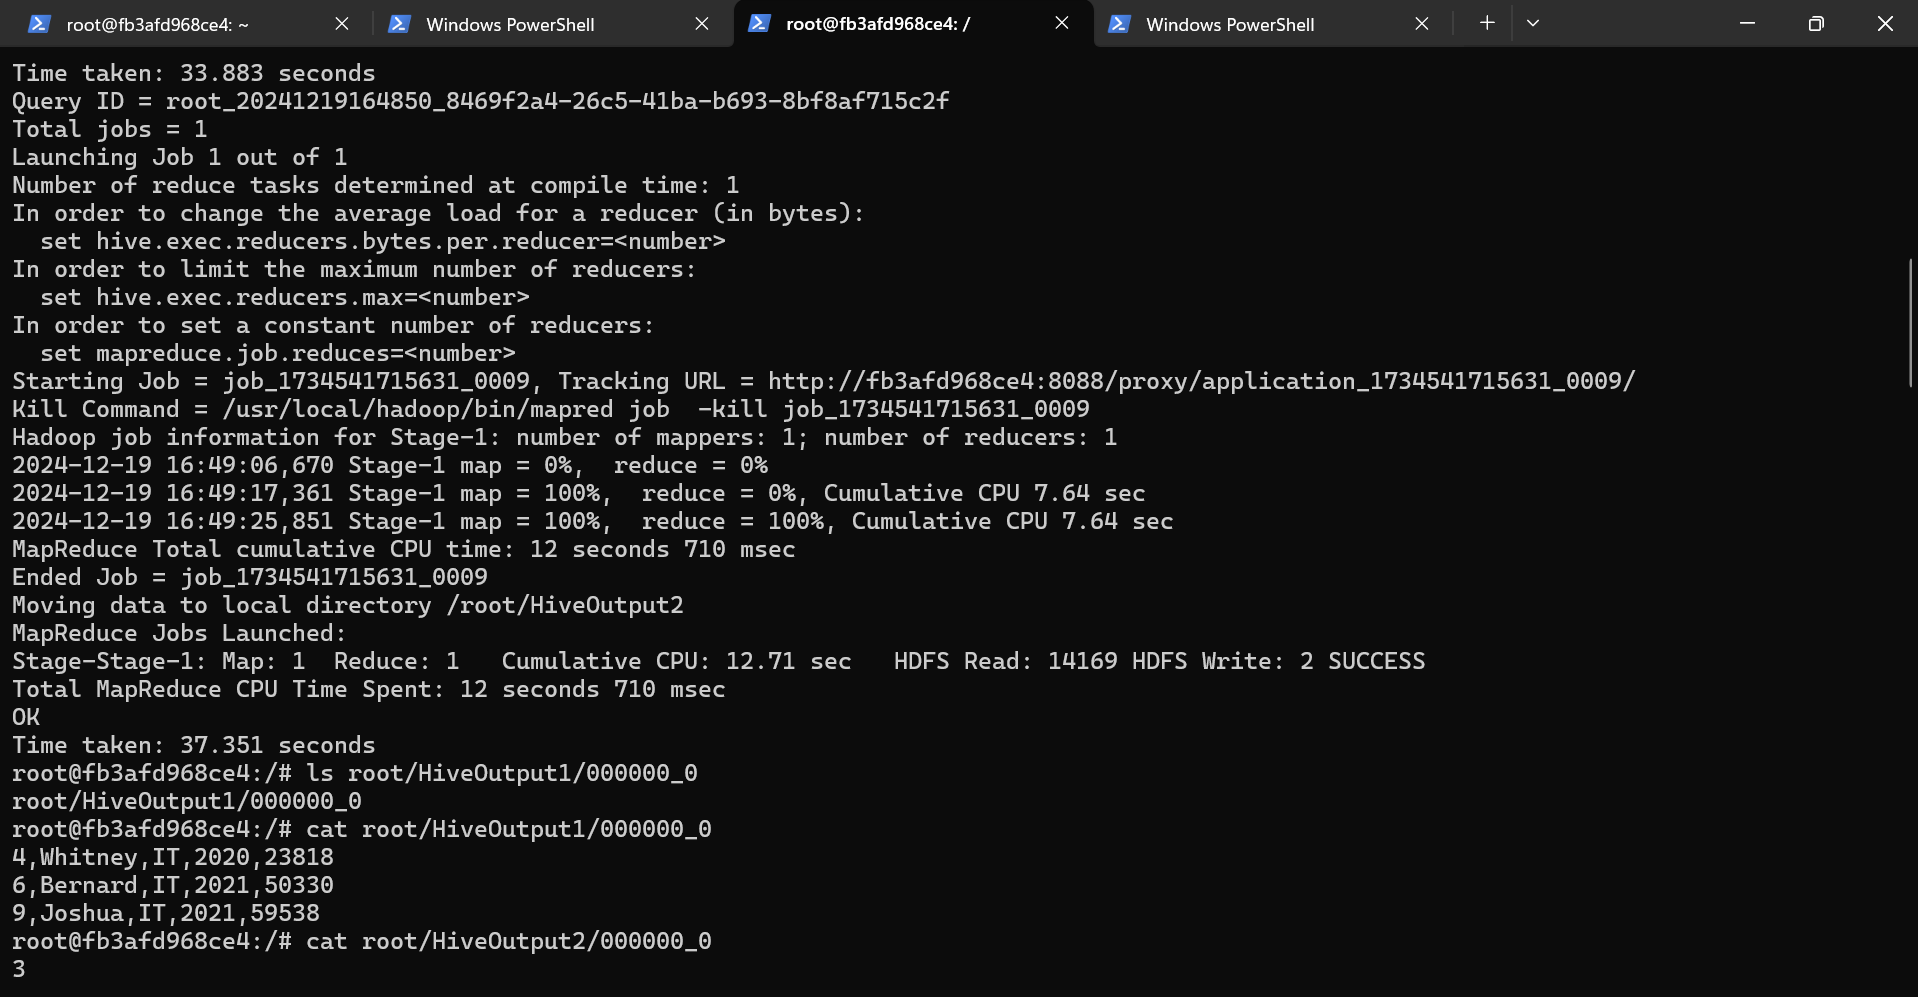 root@fb3afd968ce4: ~
Windows PowerShell
root@fb3afd968ce4: /
Windows PowerShell
Time taken: 33.883 seconds
Query ID = root_20241219164850_8469f2a4-26c5-41ba-b693-8bf8af715c2f
Total jobs = 1
Launching Job 1 out of 1
Number of reduce tasks determined at compile time: 1
In order to change the average load for a reducer (in bytes):
  set hive.exec.reducers.bytes.per.reducer=<number>
In order to limit the maximum number of reducers:
  set hive.exec.reducers.max=<number>
In order to set a constant number of reducers:
  set mapreduce.job.reduces=<number>
Starting Job = job_1734541715631_0009, Tracking URL = http://fb3afd968ce4:8088/proxy/application_1734541715631_0009/
Kill Command = /usr/local/hadoop/bin/mapred job  -kill job_1734541715631_0009
Hadoop job information for Stage-1: number of mappers: 1; number of reducers: 1
2024-12-19 16:49:06,670 Stage-1 map = 0%,  reduce = 0%
2024-12-19 16:49:17,361 Stage-1 map = 100%,  reduce = 0%, Cumulative CPU 7.64 sec
2024-12-19 16:49:25,851 Stage-1 map = 100%,  reduce = 100%, Cumulative CPU 7.64 sec
MapReduce Total cumulative CPU time: 12 seconds 710 msec
Ended Job = job_1734541715631_0009
Moving data to local directory /root/HiveOutput2
MapReduce Jobs Launched:
Stage-Stage-1: Map: 1  Reduce: 1   Cumulative CPU: 12.71 sec   HDFS Read: 14169 HDFS Write: 2 SUCCESS
Total MapReduce CPU Time Spent: 12 seconds 710 msec
OK
Time taken: 37.351 seconds
root@fb3afd968ce4:/# ls root/HiveOutput1/000000_0
root/HiveOutput1/000000_0
root@fb3afd968ce4:/# cat root/HiveOutput1/000000_0
4,Whitney,IT,2020,23818
6,Bernard,IT,2021,50330
9,Joshua,IT,2021,59538
root@fb3afd968ce4:/# cat root/HiveOutput2/000000_0
3